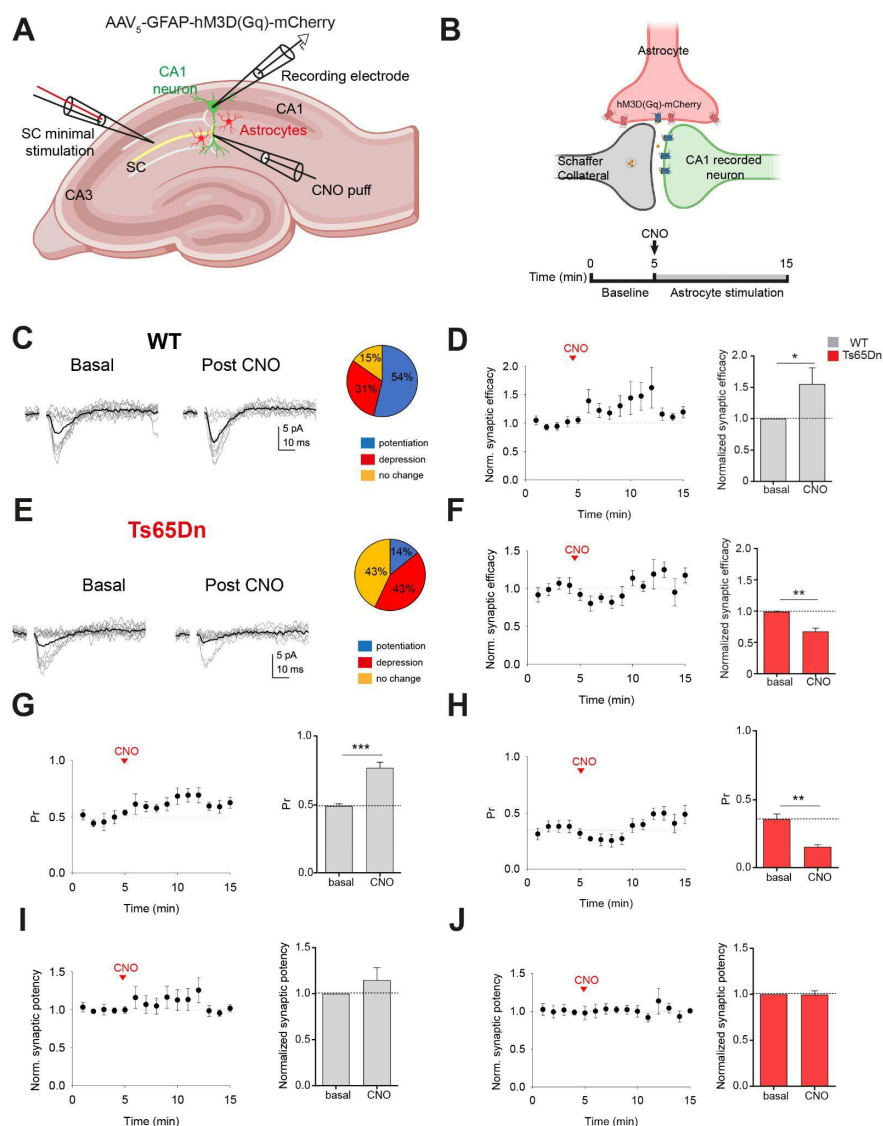 A
AAV5-GFAP-hM3D(Gq)-mCherry
CA1
neuron
Recording electrode
CA1
SC minimal
stimulation
Astrocytes
SC
CA3
CNO puff
B
Astrocyte
hM3D(Gq)-mCherry
Schaffer
Collateral
CA1 recorded
neuron
CNO
0
5
15
Time (min)
Baseline
Astrocyte stimulation
C
WT
Basal
Post CNO
5 pA
10 ms
15%
31%
54%
potentiation
depression
no change
D
CNO
Norm. synaptic efficacy
2.0
1.5
1.0
0.5
0.0
0
5
10
15
Time (min)
WT
Ts65Dn
Normalized synaptic efficacy
2.0
1.5
1.0
0.5
0
*
basal
CNO
E
Ts65Dn
Basal
Post CNO
5 pA
10 ms
14%
43%
43%
potentiation
depression
no change
F
CNO
Norm. synaptic efficacy
1.5
1.0
0.5
0.0
0
5
10
15
Time (min)
Normalized synaptic efficacy
2.0
1.5
1.0
0.5
0.0
**
basal
CNO
G
CNO
Pr
1.0
0.5
0.0
0
5
10
15
Time (min)
Pr
1.0
0.5
0.0
***
basal
CNO
H
CNO
Pr
1.0
0.5
0.0
0
5
10
15
Time (min)
Pr
1.0
0.5
0.0
**
basal
CNO
I
CNO
Norm. synaptic potency
1.5
1.0
0.5
0.0
0
5
10
15
Time (min)
Normalized synaptic potency
1.5
1.0
0.5
0.0
basal
CNO
J
CNO
Norm. synaptic potency
1.5
1.0
0.5
0.0
0
5
10
15
Time (min)
Normalized synaptic potency
1.5
1.0
0.5
0.0
basal
CNO